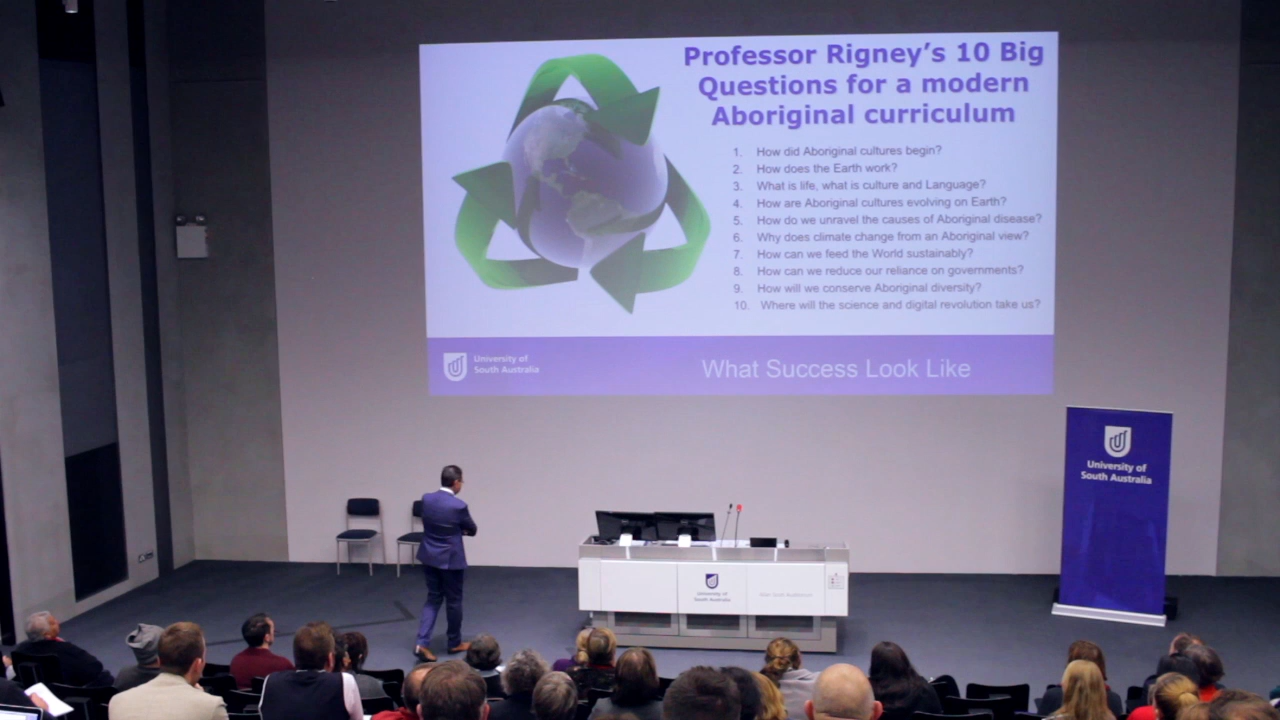 Professor Rigney's 10 Big
Questions for a modern
Aboriginal curriculum
1. How did Aboriginal cultures begin?
2. How does the Earth work?
3. What is life, what is culture and Language?
4. How are Aboriginal cultures evolving on Earth?
5. How do we unravel the causes of Aboriginal disease?
6. Why does climate change from an Aboriginal view?
7. How can we feed the World sustainably?
8. How can we reduce our reliance on governments?
9. How will we conserve Aboriginal diversity?
10. Where will the science and digital revolution take us?
University of
South Australia
What Success Look Like
University of
South Australia
University of
South Australia